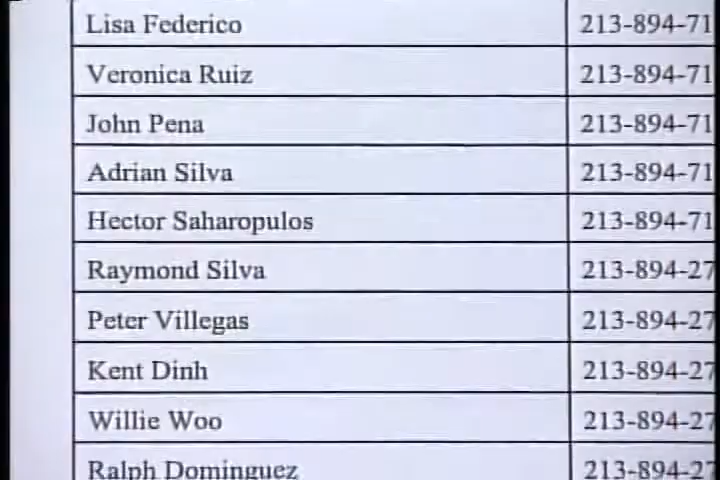 Lisa Federico 213-894-71
Veronica Ruiz 213-894-71
John Pena 213-894-71
Adrian Silva 213-894-71
Hector Saharopulos 213-894-71
Raymond Silva 213-894-27
Peter Villegas 213-894-27
Kent Dinh 213-894-27
Willie Woo 213-894-27
Ralph Dominguez 213-894-27